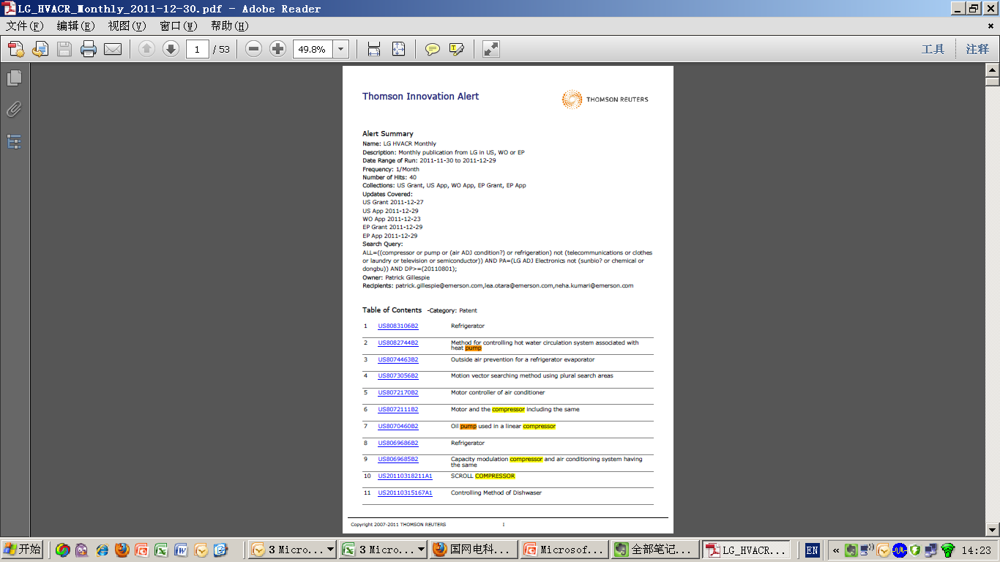 LG_HVACR_Monthly_2011-12-30.pdf - Adobe Reader
文件(F) 编辑(E) 视图(V) 窗口(W) 帮助(H)
1 / 53 49.8% 工具 注释
Thomson Innovation Alert
THOMSON REUTERS
Alert Summary
Name: LG HVACR Monthly
Description: Monthly publication from LG in US, WO or EP
Date Range of Run: 2011-11-30 to 2011-12-29
Frequency: 1/Month
Number of Hits: 40
Collections: US Grant, US App, WO App, EP Grant, EP App
Updates Covered:
US Grant 2011-12-27
US App 2011-12-29
WO App 2011-12-23
EP Grant 2011-12-29
EP App 2011-12-29
Search Query:
ALL=((compressor or pump or (air ADJ condition?) or refrigeration) not (telecommunications or clothes
or laundry or television or semiconductor)) AND PA=(LG ADJ Electronics not (sunbio? or chemical or
dongbu)) AND DP>=(20110801);
Owner: Patrick Gillespie
Recipients: patrick.gillespie@emerson.com,lea.otara@emerson.com,neha.kumari@emerson.com
Table of Contents -Category: Patent
1 US8083106B2 Refrigerator
2 US8082744B2 Method for controlling hot water circulation system associated with
heat pump
3 US8074463B2 Outside air prevention for a refrigerator evaporator
4 US8073056B2 Motion vector searching method using plural search areas
5 US8072170B2 Motor controller of air conditioner
6 US8072111B2 Motor and the compressor including the same
7 US8070460B2 Oil pump used in a linear compressor
8 US8069686B2 Refrigerator
9 US8069685B2 Capacity modulation compressor and air conditioning system having
the same
10 US20110318211A1 SCROLL COMPRESSOR
11 US20110315167A1 Controlling Method of Dishwaser
Copyright 2007-2011 THOMSON REUTERS 1
开始 3 Micro... 3 Micro... 国网电科... Microsof... 全部笔记... LG_HVACR... EN « 14:23